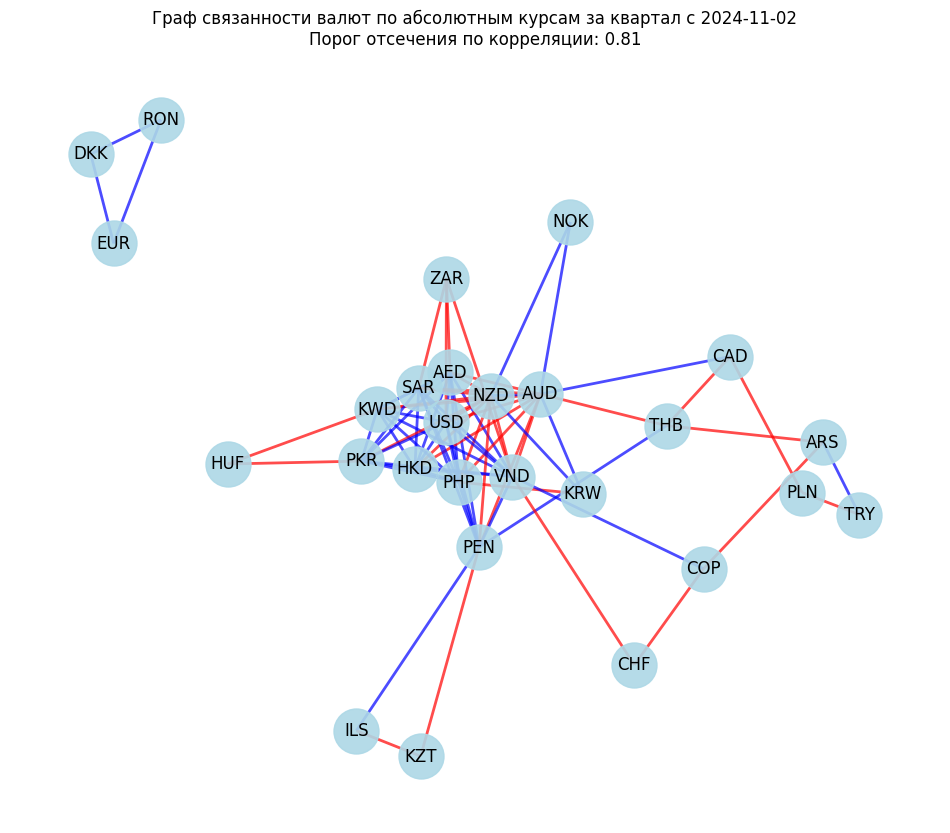 Граф связанности валют по абсолютным курсам за квартал с 2024-11-02
Порог отсечения по корреляции: 0.81
RON
DKK
EUR
NOK
ZAR
CAD
AED
SAR
NZD
AUD
KWD
USD
THB
ARS
HUF
PKR
HKD
PHP
VND
KRW
PLN
TRY
PEN
COP
CHF
ILS
KZT